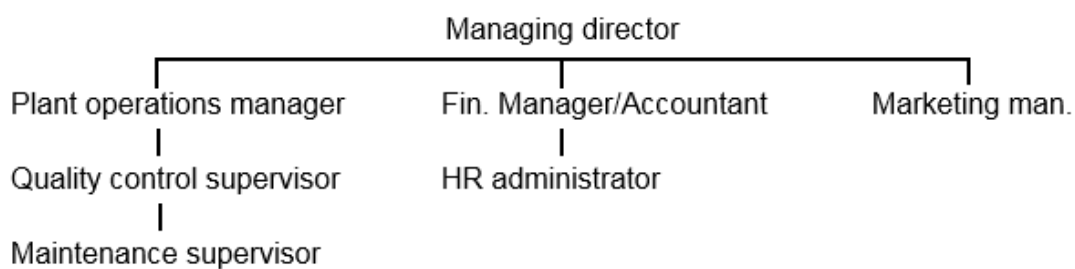 Managing director
Plant operations manager
Fin. Manager/Accountant
Marketing man.
Quality control supervisor
HR administrator
Maintenance supervisor